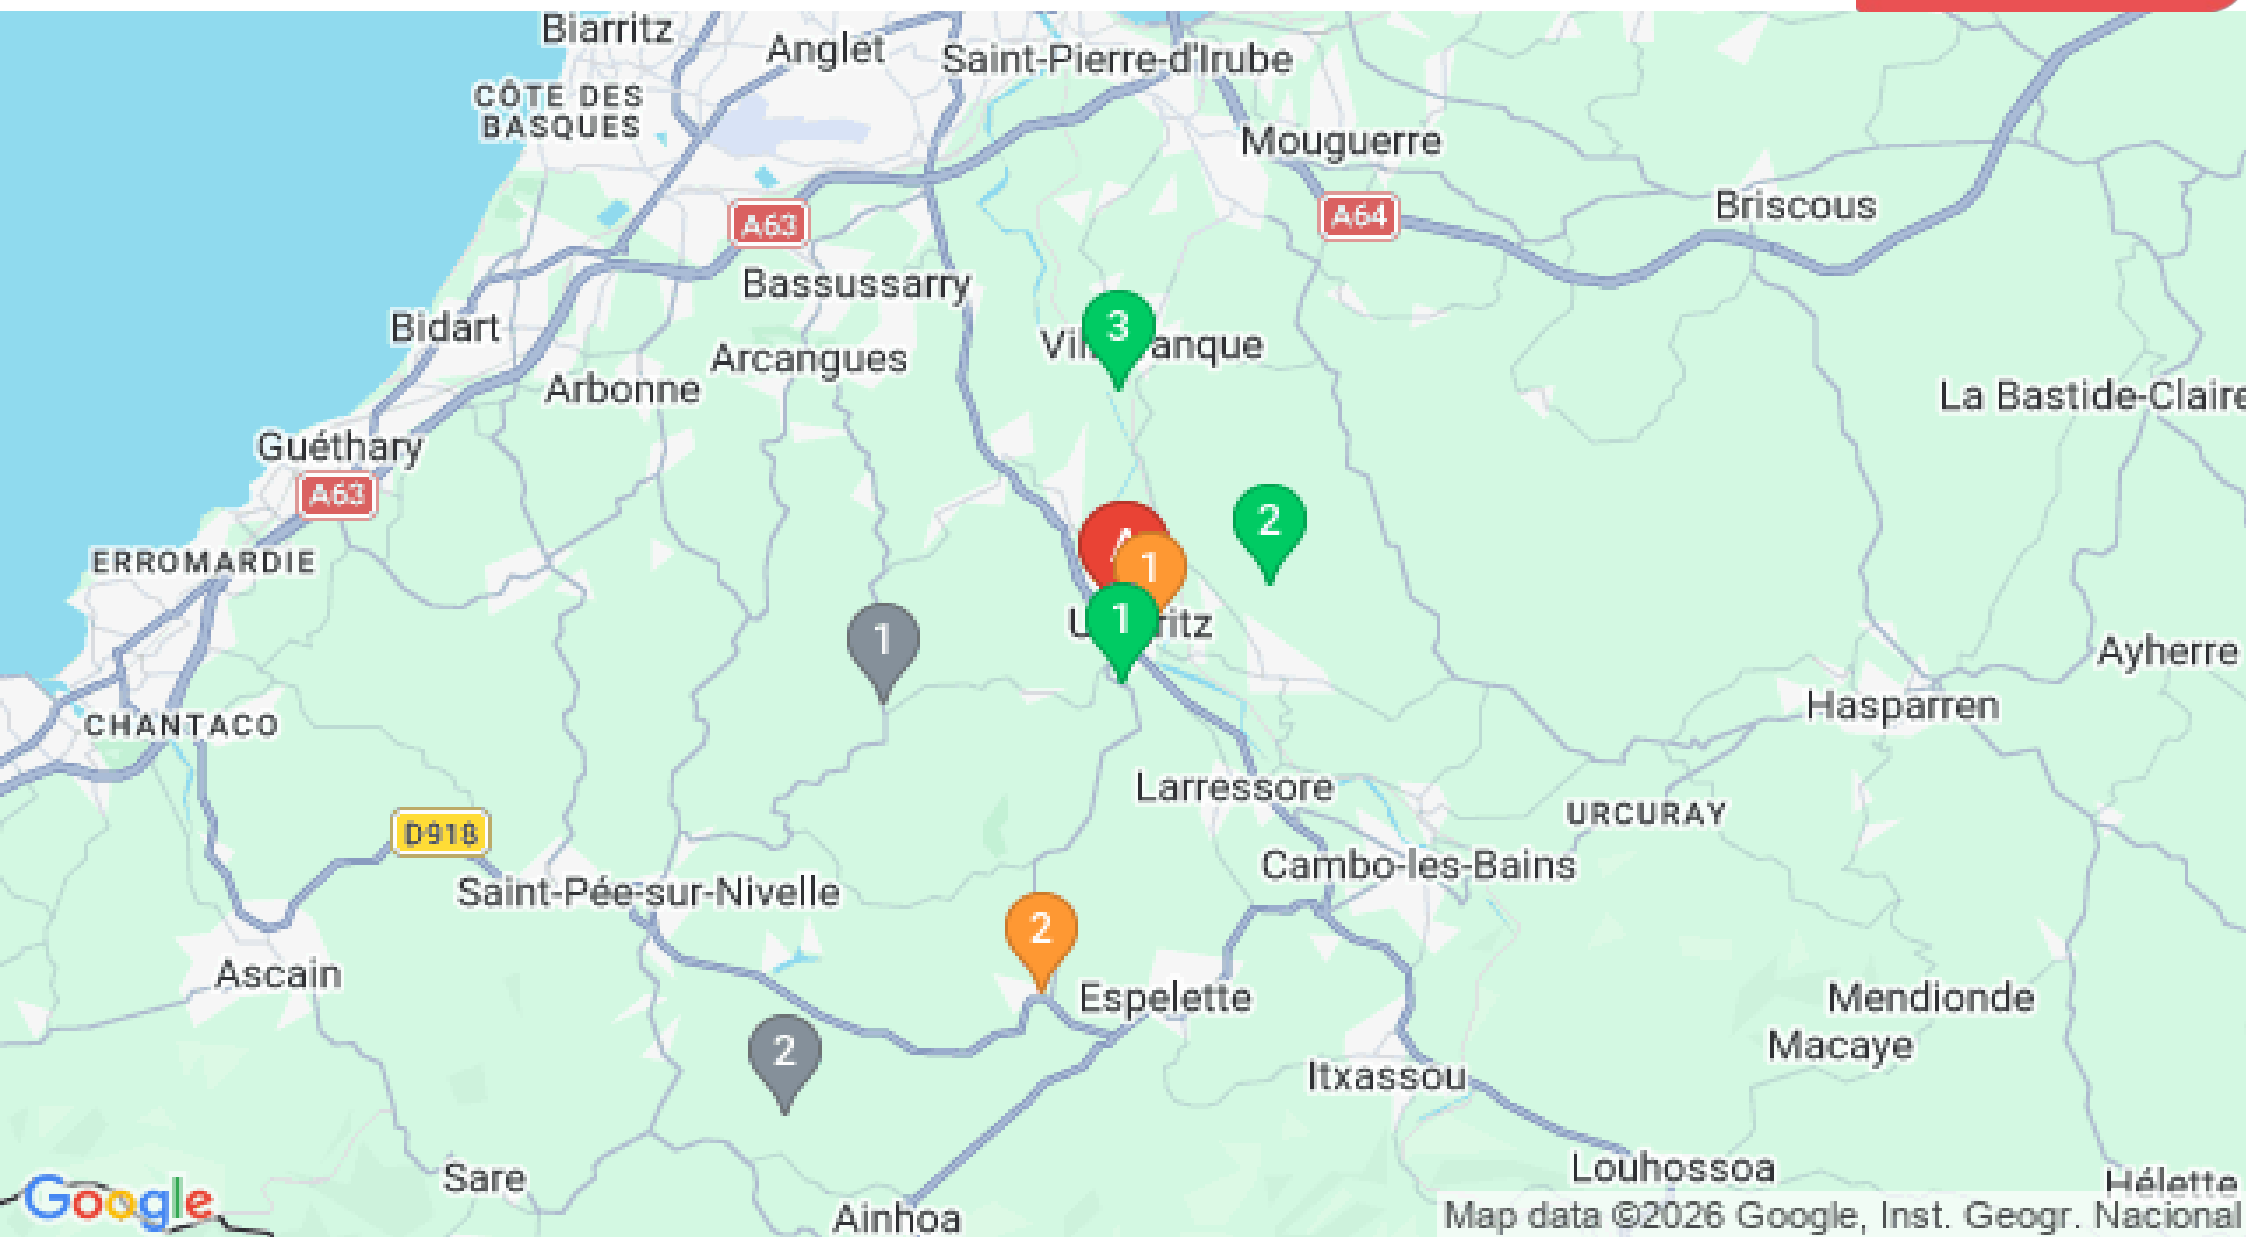 Biarritz
Anglet
Saint-Pierre-d'Irube
CÔTE DES
BASQUES
Mouguerre
A63
A64
Briscous
Bassussarry
Bidart
3
Arcangues
Arbonne
La Bastide-Claire
Guéthary
A63
2
ERROMARDIE
1
1
1
Ayherre
CHANTACO
Hasparren
Larressore
URCURAY
D918
Cambo-les-Bains
Saint-Pée-sur-Nivelle
2
Ascain
Espelette
Mendionde
Macaye
2
Itxassou
Louhossoa
Sare
Hélette
Google
Ainhoa
Map data ©2026 Google, Inst. Geogr. Nacional